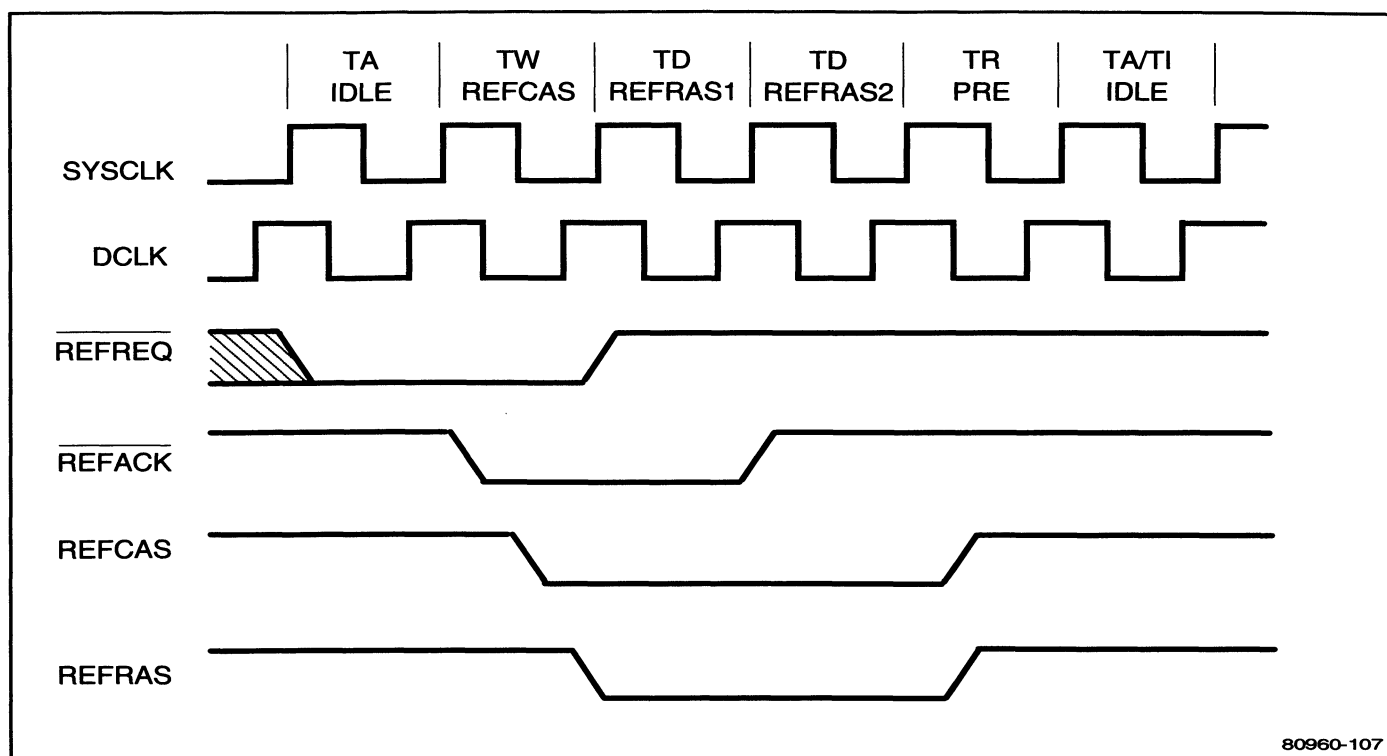 TA TW TD TD TR TA/TI
IDLE REFCAS REFRAS1 REFRAS2 PRE IDLE
SYSCLK
DCLK
REFREQ
REFACK
REFCAS
REFRAS
80960-107